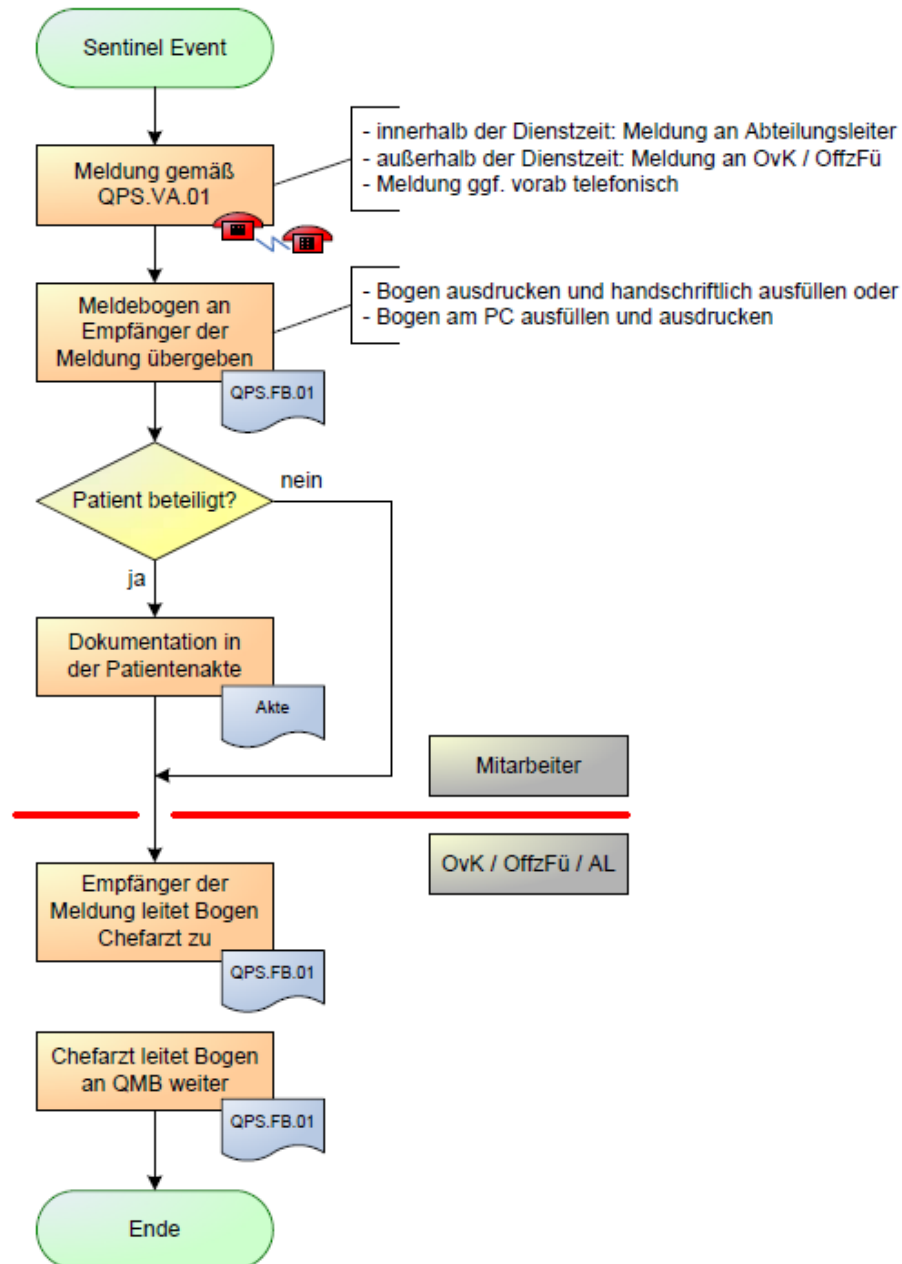 Sentinel Event
Meldung gemäß
QPS.VA.01
- innerhalb der Dienstzeit: Meldung an Abteilungsleiter
- außerhalb der Dienstzeit: Meldung an OvK / OffzFü
- Meldung ggf. vorab telefonisch
Meldebogen an
Empfänger der
Meldung übergeben
- Bogen ausdrucken und handschriftlich ausfüllen oder
- Bogen am PC ausfüllen und ausdrucken
QPS.FB.01
Patient beteiligt?
nein
ja
Dokumentation in
der Patientenakte
Akte
Mitarbeiter
OvK / OffzFü / AL
Empfänger der
Meldung leitet Bogen
Chefarzt zu
QPS.FB.01
Chefarzt leitet Bogen
an QMB weiter
QPS.FB.01
Ende